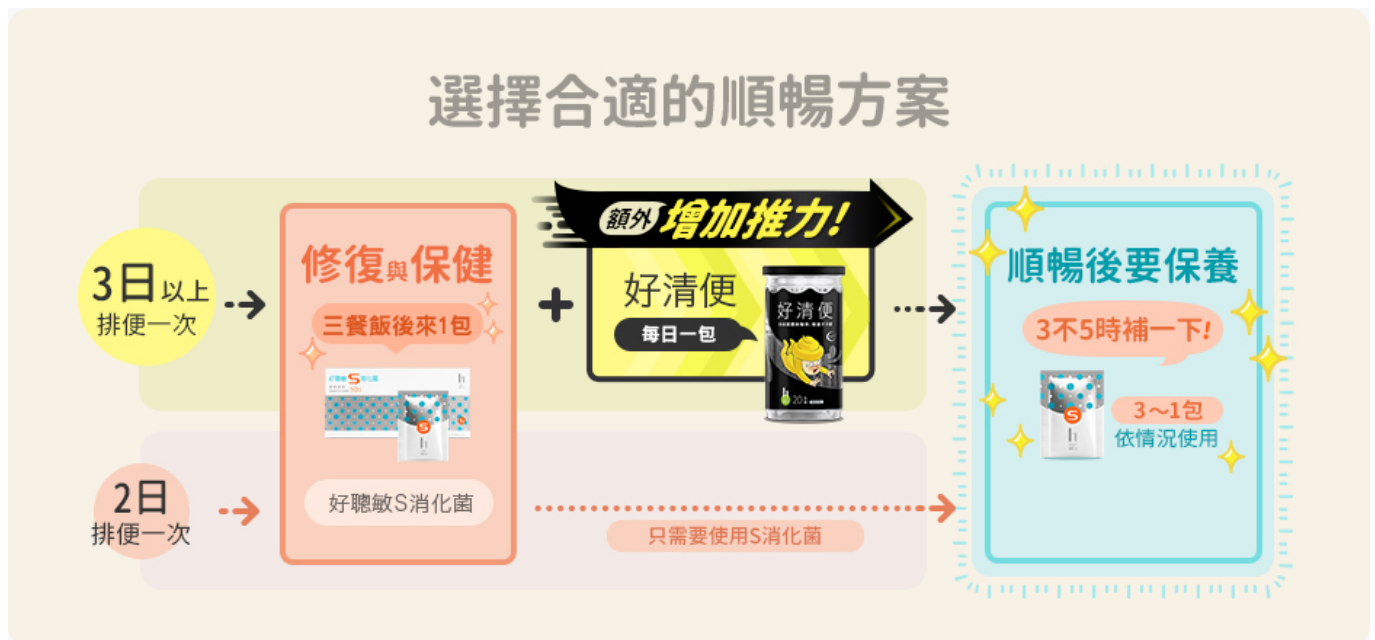 選擇合適的順暢方案
3日以上
排便一次
修復與保健
三餐飯後來1包
好聰敏S消化菌
額外增加推力!
好清便
每日一包
好清便
順暢後要保養
3不5時補一下!
S
3～1包
依情況使用
2日
排便一次
只需要使用S消化菌